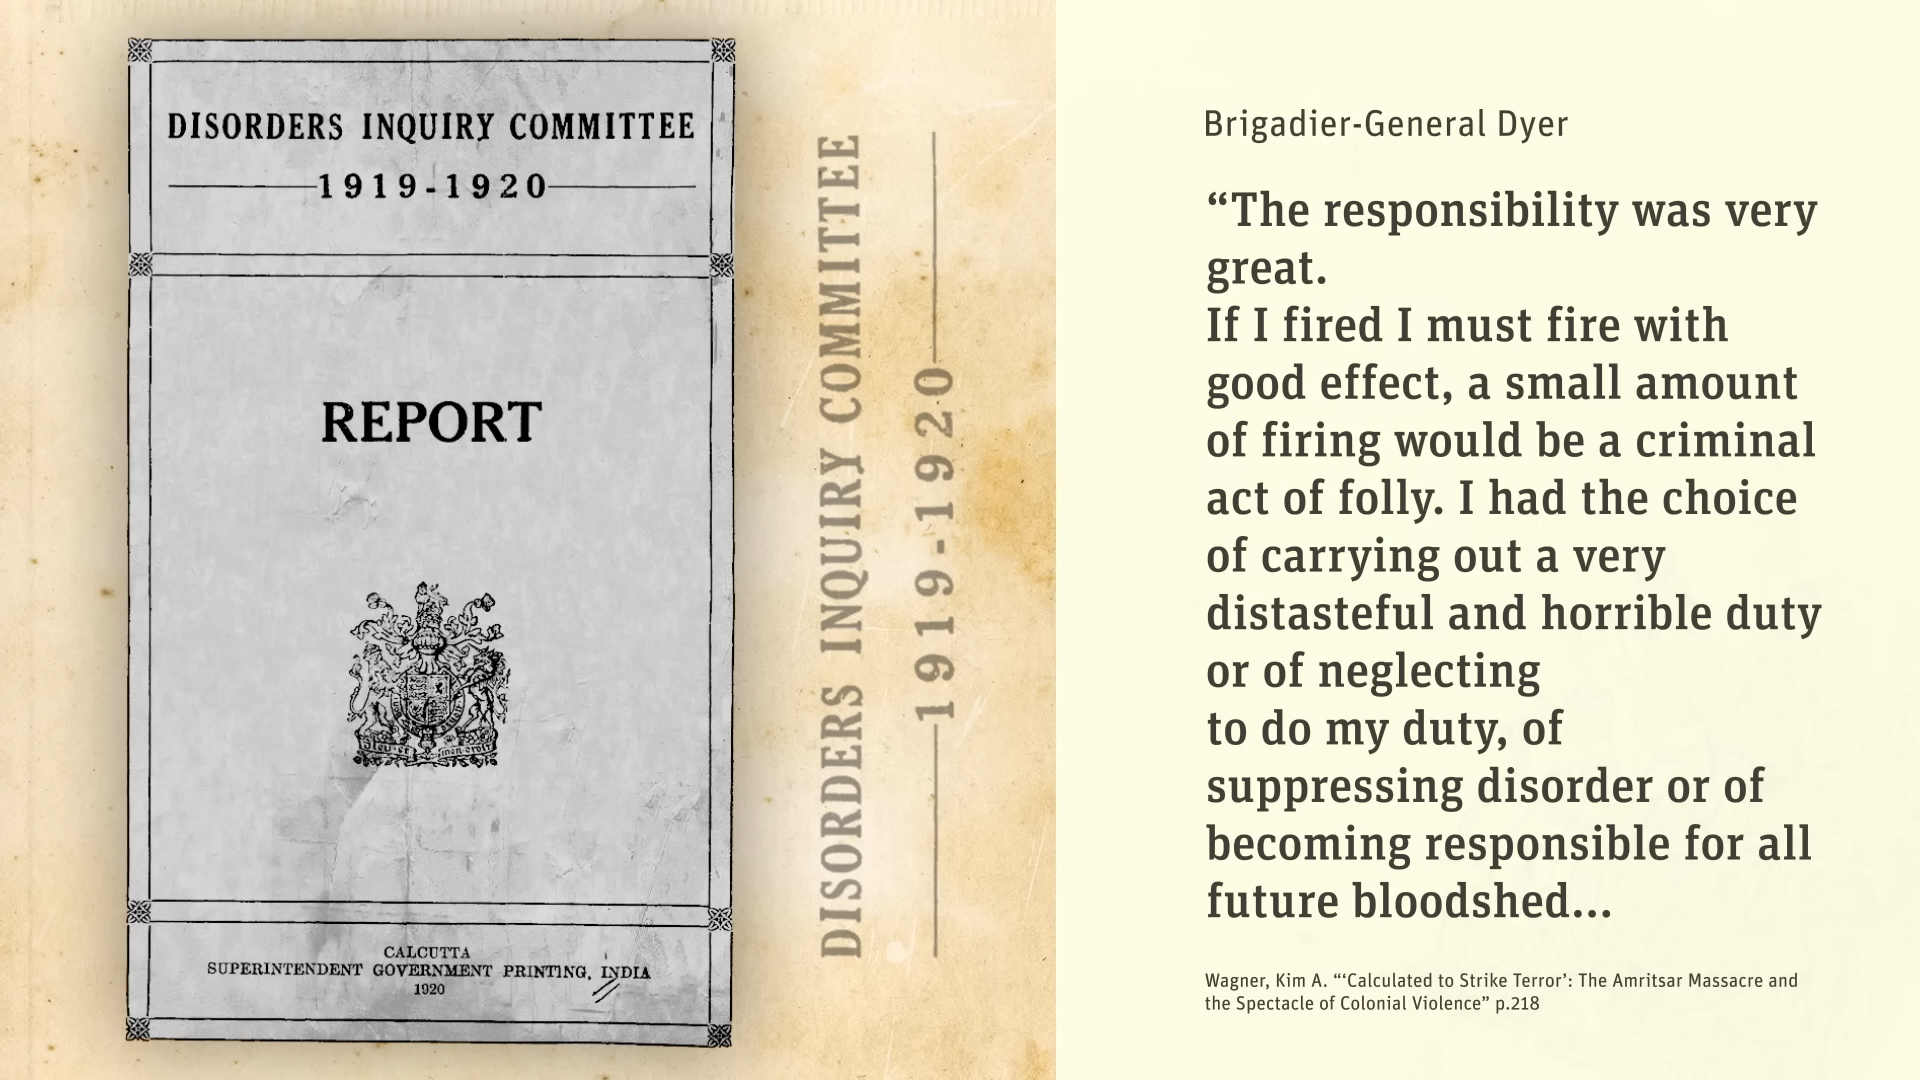 DISORDERS INQUIRY COMMITTEE
1919-1920
REPORT
CALCUTTA
SUPERINTENDENT GOVERNMENT PRINTING, INDIA
1920
DISORDERS INQUIRY COMMITTEE
1919-1920
Brigadier-General Dyer
“The responsibility was very
great.
If I fired I must fire with
good effect, a small amount
of firing would be a criminal
act of folly. I had the choice
of carrying out a very
distasteful and horrible duty
or of neglecting
to do my duty, of
suppressing disorder or of
becoming responsible for all
future bloodshed...
Wagner, Kim A. “‘Calculated to Strike Terror’: The Amritsar Massacre and
the Spectacle of Colonial Violence” p.218